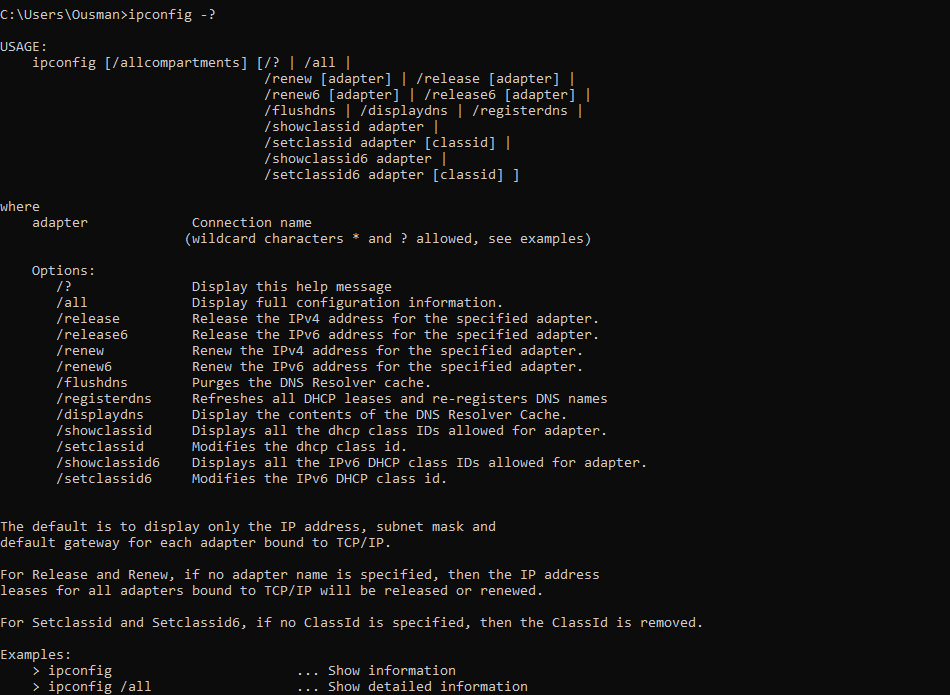 C:\Users\Ousman>ipconfig -?

USAGE:
    ipconfig [/allcompartments] [/? | /all |
                                 /renew [adapter] | /release [adapter] |
                                 /renew6 [adapter] | /release6 [adapter] |
                                 /flushdns | /displaydns | /registerdns |
                                 /showclassid adapter |
                                 /setclassid adapter [classid] |
                                 /showclassid6 adapter |
                                 /setclassid6 adapter [classid] ]

where
    adapter             Connection name
                       (wildcard characters * and ? allowed, see examples)

    Options:
       /?               Display this help message
       /all             Display full configuration information.
       /release         Release the IPv4 address for the specified adapter.
       /release6        Release the IPv6 address for the specified adapter.
       /renew           Renew the IPv4 address for the specified adapter.
       /renew6          Renew the IPv6 address for the specified adapter.
       /flushdns        Purges the DNS Resolver cache.
       /registerdns     Refreshes all DHCP leases and re-registers DNS names
       /displaydns      Display the contents of the DNS Resolver Cache.
       /showclassid     Displays all the dhcp class IDs allowed for adapter.
       /setclassid      Modifies the dhcp class id.
       /showclassid6    Displays all the IPv6 DHCP class IDs allowed for adapter.
       /setclassid6     Modifies the IPv6 DHCP class id.


The default is to display only the IP address, subnet mask and
default gateway for each adapter bound to TCP/IP.

For Release and Renew, if no adapter name is specified, then the IP address
leases for all adapters bound to TCP/IP will be released or renewed.

For Setclassid and Setclassid6, if no ClassId is specified, then the ClassId is removed.

Examples:
    > ipconfig                       ... Show information
    > ipconfig /all                  ... Show detailed information